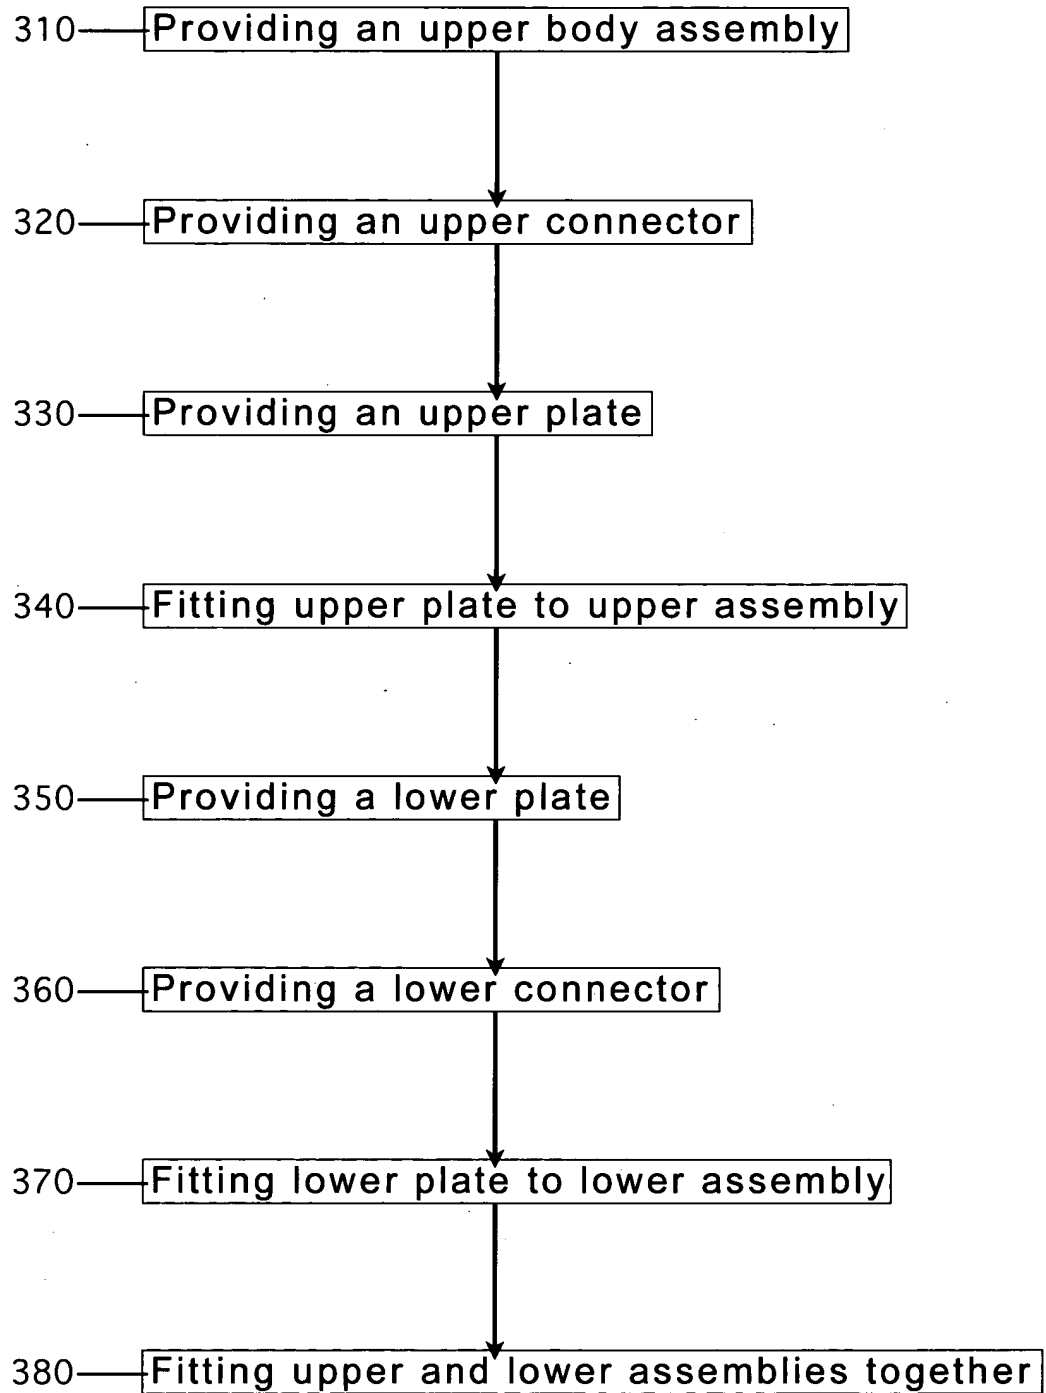 310 Providing an upper body assembly
320 Providing an upper connector
330 Providing an upper plate
340 Fitting upper plate to upper assembly
350 Providing a lower plate
360 Providing a lower connector
370 Fitting lower plate to lower assembly
380 Fitting upper and lower assemblies together